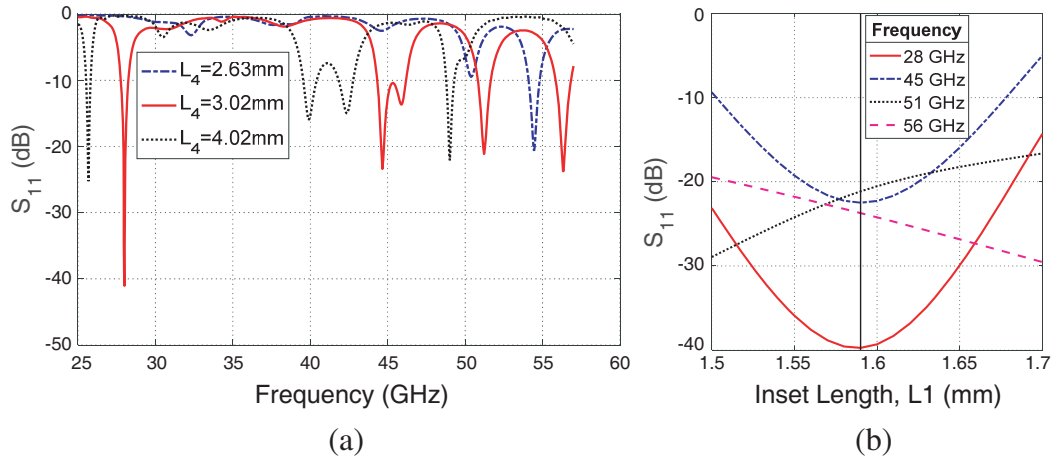 0
-10
-20
-30
-40
-50
S11 (dB)
L4=2.63mm
L4=3.02mm
L4=4.02mm
25 30 35 40 45 50 55 60
Frequency (GHz)
(a)
0
-10
-20
-30
-40
S11 (dB)
Frequency
28 GHz
45 GHz
51 GHz
56 GHz
1.5 1.55 1.6 1.65 1.7
Inset Length, L1 (mm)
(b)